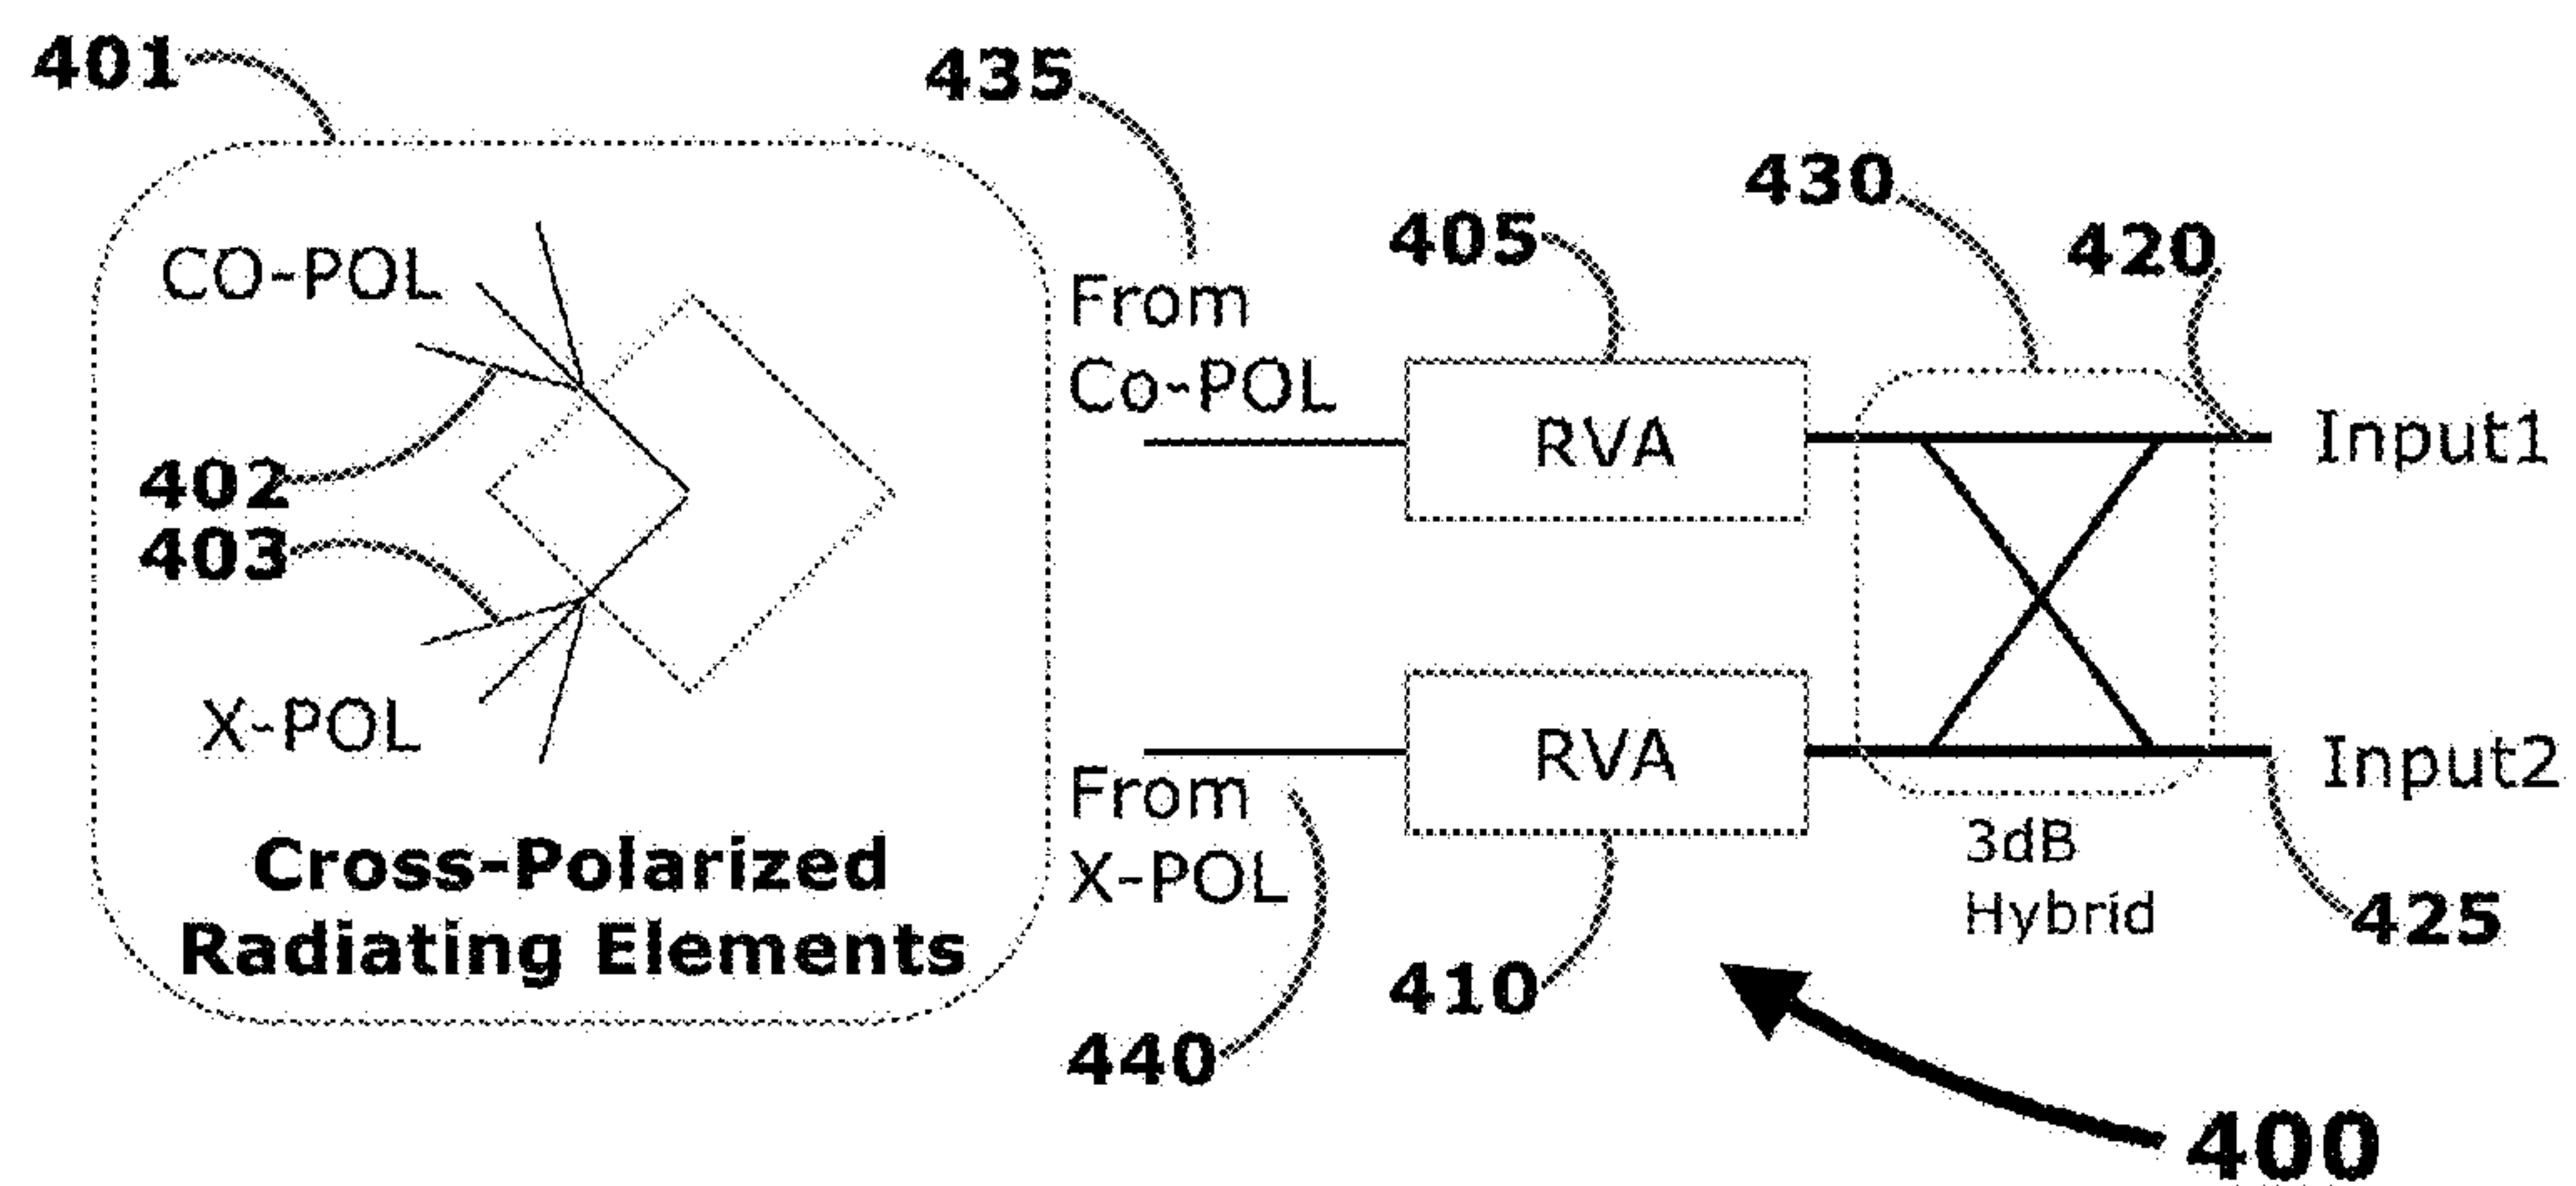 401
435
430
420
405
CO-POL
From
Co-POL
RVA
Input1
402
403
X-POL
From
X-POL
RVA
Input2
3dB
Hybrid
Cross-Polarized
Radiating Elements
425
410
440
400